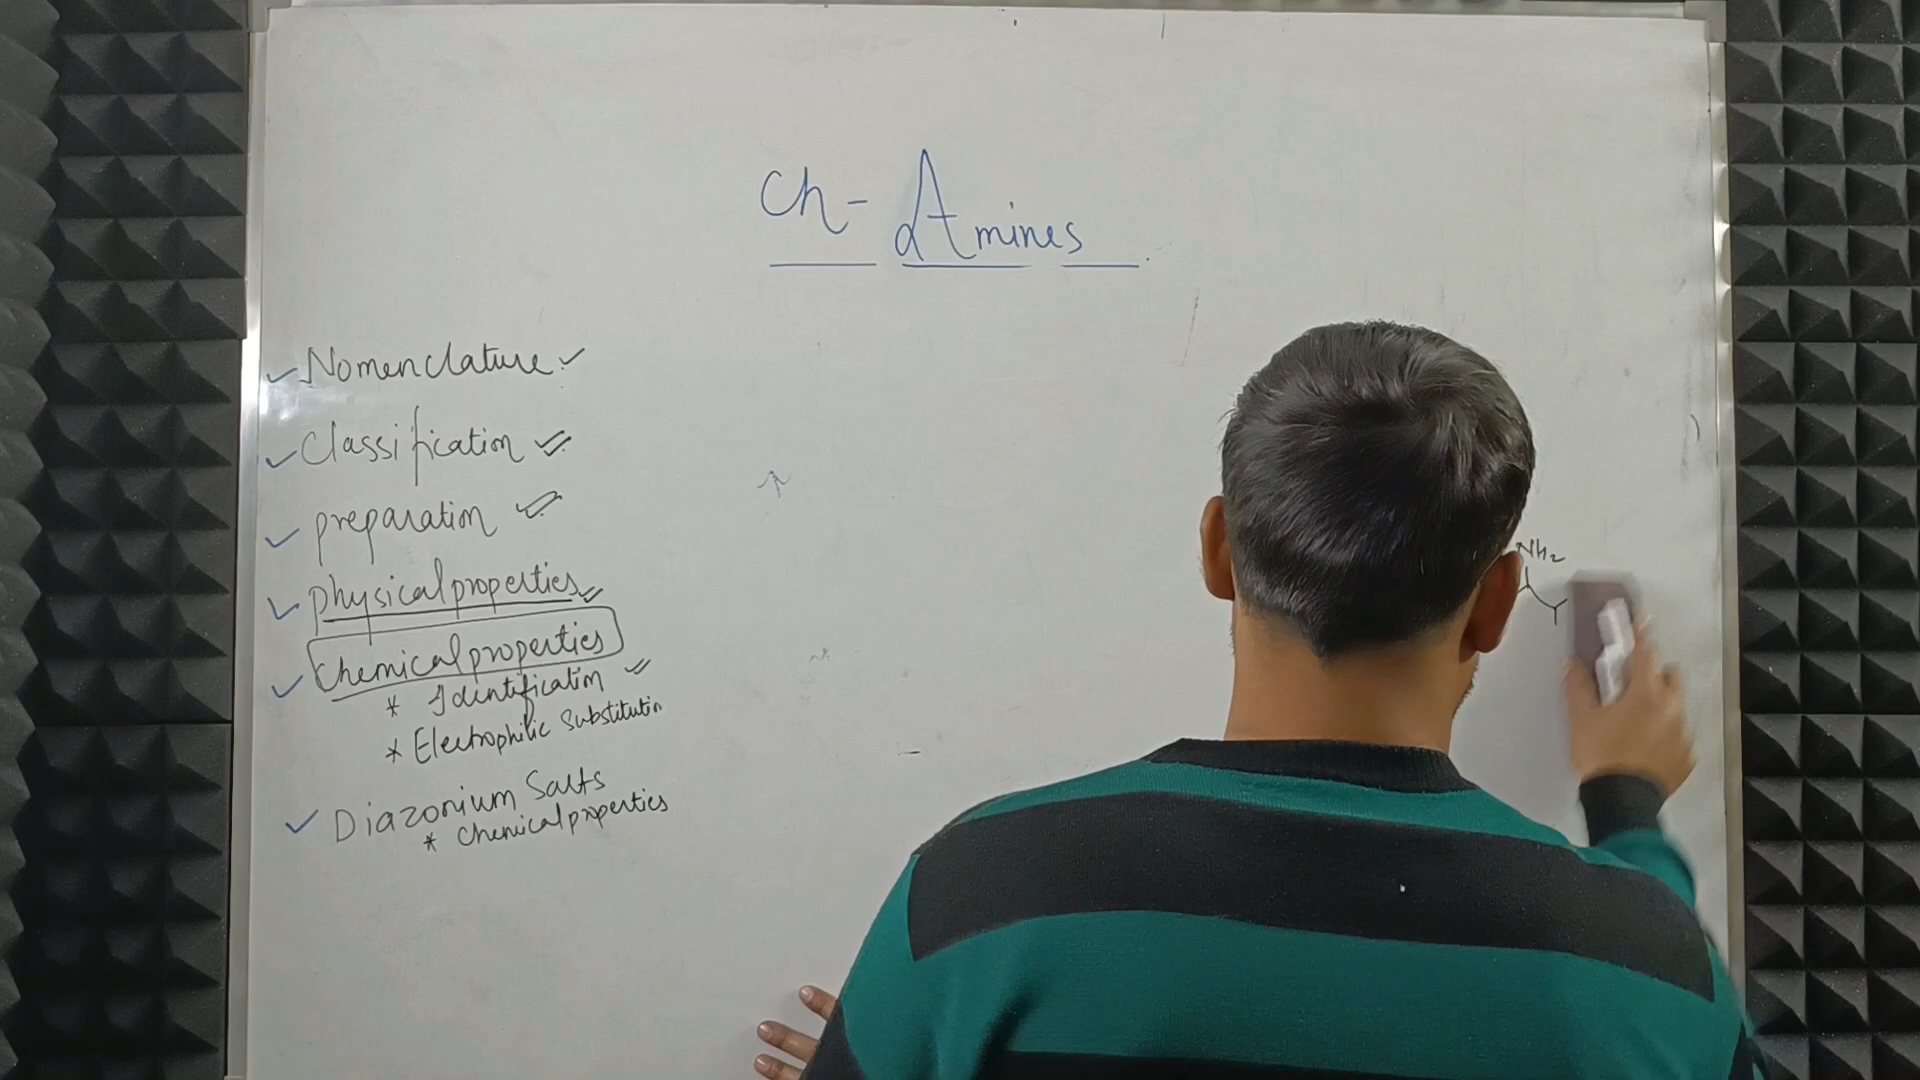 Ch- Amines
Nomenclature
Classification
preparation
physical properties
Chemical properties
* Identification
* Electrophilic Substitution
Diazonium Salts
* Chemical properties
Nh2